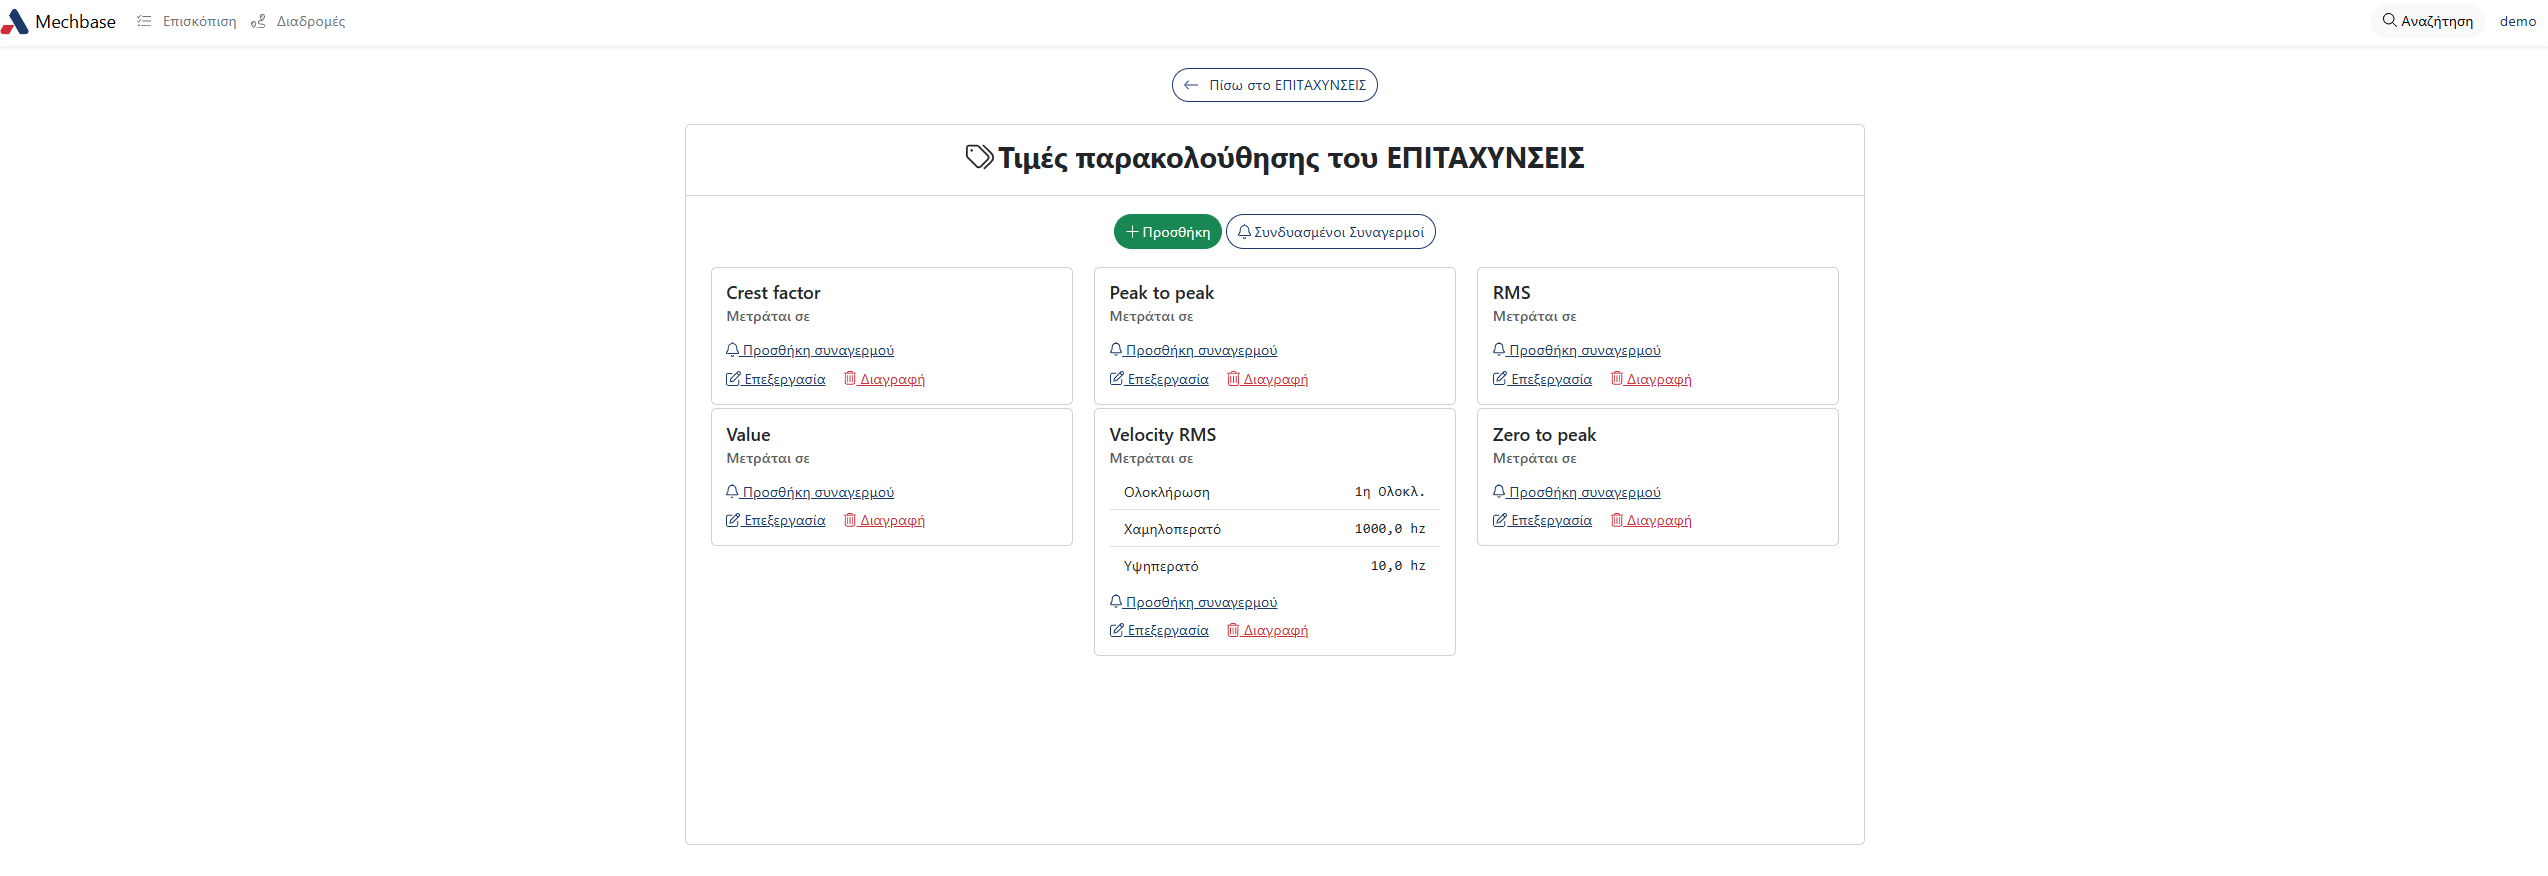 Mechbase Επισκόπιση Διαδρομές Αναζήτηση demo
Πίσω στο ΕΠΙΤΑΧΥΝΣΕΙΣ
Τιμές παρακολούθησης του ΕΠΙΤΑΧΥΝΣΕΙΣ
Προσθήκη Συνδυασμένοι Συναγερμοί
Crest factor
Μετράται σε
Προσθήκη συναγερμού
Επεξεργασία Διαγραφή
Peak to peak
Μετράται σε
Προσθήκη συναγερμού
Επεξεργασία Διαγραφή
RMS
Μετράται σε
Προσθήκη συναγερμού
Επεξεργασία Διαγραφή
Value
Μετράται σε
Προσθήκη συναγερμού
Επεξεργασία Διαγραφή
Velocity RMS
Μετράται σε
Ολοκλήρωση 1η Ολοκλ.
Χαμηλοπερατό 1000,0 hz
Υψηπερατό 10,0 hz
Προσθήκη συναγερμού
Επεξεργασία Διαγραφή
Zero to peak
Μετράται σε
Προσθήκη συναγερμού
Επεξεργασία Διαγραφή